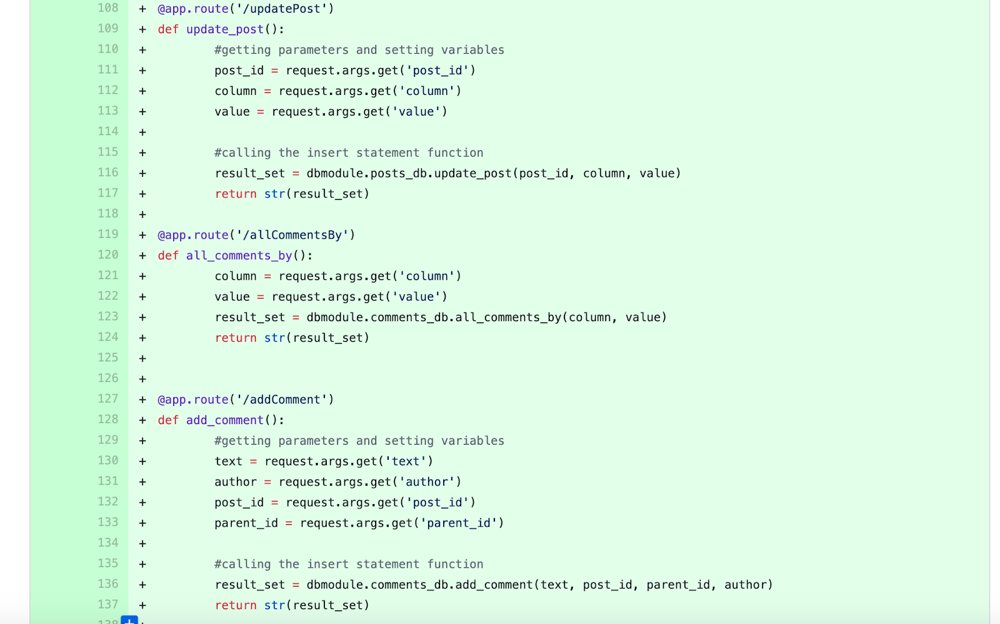 108 + @app.route('/updatePost')
109 + def update_post():
110 +         #getting parameters and setting variables
111 +         post_id = request.args.get('post_id')
112 +         column = request.args.get('column')
113 +         value = request.args.get('value')
114 +
115 +         #calling the insert statement function
116 +         result_set = dbmodule.posts_db.update_post(post_id, column, value)
117 +         return str(result_set)
118 +
119 + @app.route('/allCommentsBy')
120 + def all_comments_by():
121 +         column = request.args.get('column')
122 +         value = request.args.get('value')
123 +         result_set = dbmodule.comments_db.all_comments_by(column, value)
124 +         return str(result_set)
125 +
126 +
127 + @app.route('/addComment')
128 + def add_comment():
129 +         #getting parameters and setting variables
130 +         text = request.args.get('text')
131 +         author = request.args.get('author')
132 +         post_id = request.args.get('post_id')
133 +         parent_id = request.args.get('parent_id')
134 +
135 +         #calling the insert statement function
136 +         result_set = dbmodule.comments_db.add_comment(text, post_id, parent_id, author)
137 +         return str(result_set)
138 +